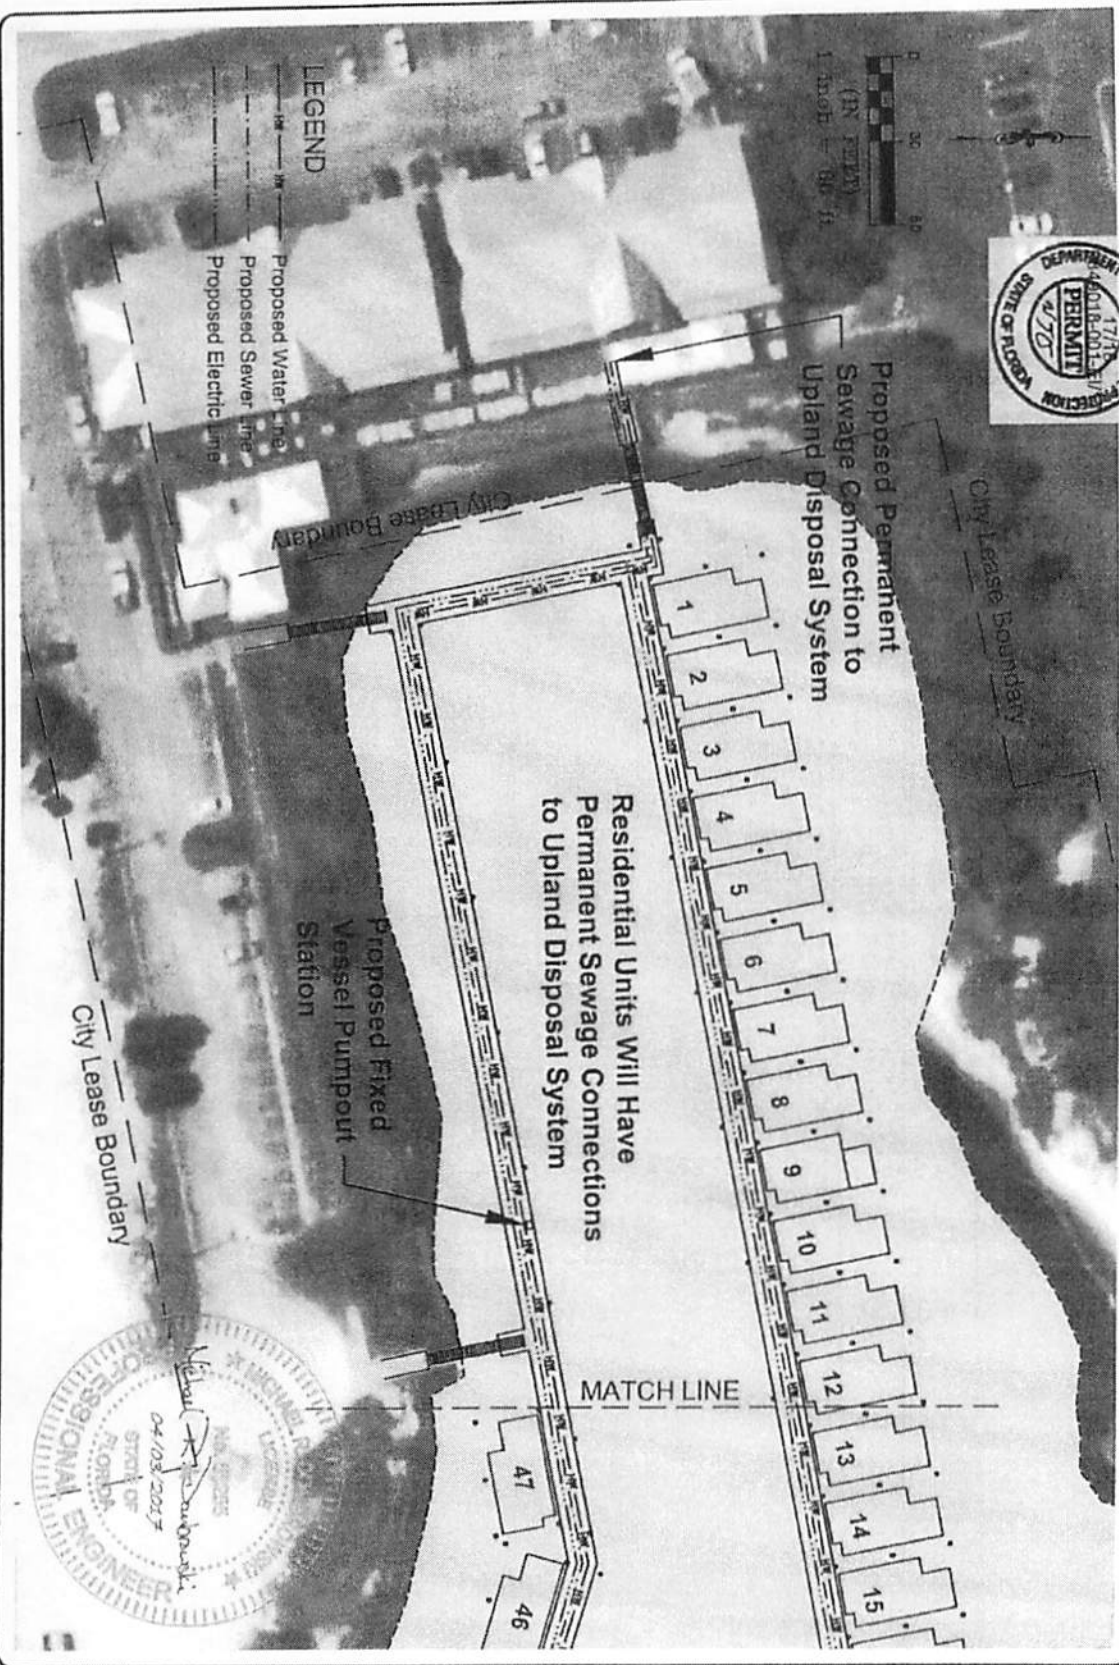 0 30 60
(IN FEET)
1 inch = 60 ft
DEPARTMENT
PROTECTION
PERMIT
STATE OF FLORIDA
LEGEND
HW HW Proposed Water Line
Proposed Sewer Line
Proposed Electric Line
Proposed Permanent
Sewage Connection to
Upland Disposal System
City Lease Boundary
City Lease Boundary
1
2
3
4
5
6
7
8
9
10
11
12
13
14
15
Residential Units Will Have
Permanent Sewage Connections
to Upland Disposal System
Proposed Fixed
Vessel Pumpout
Station
City Lease Boundary
MATCH LINE
47
46
LICENSE
STATE OF
FLORIDA
PROFESSIONAL ENGINEER
04/03/2017